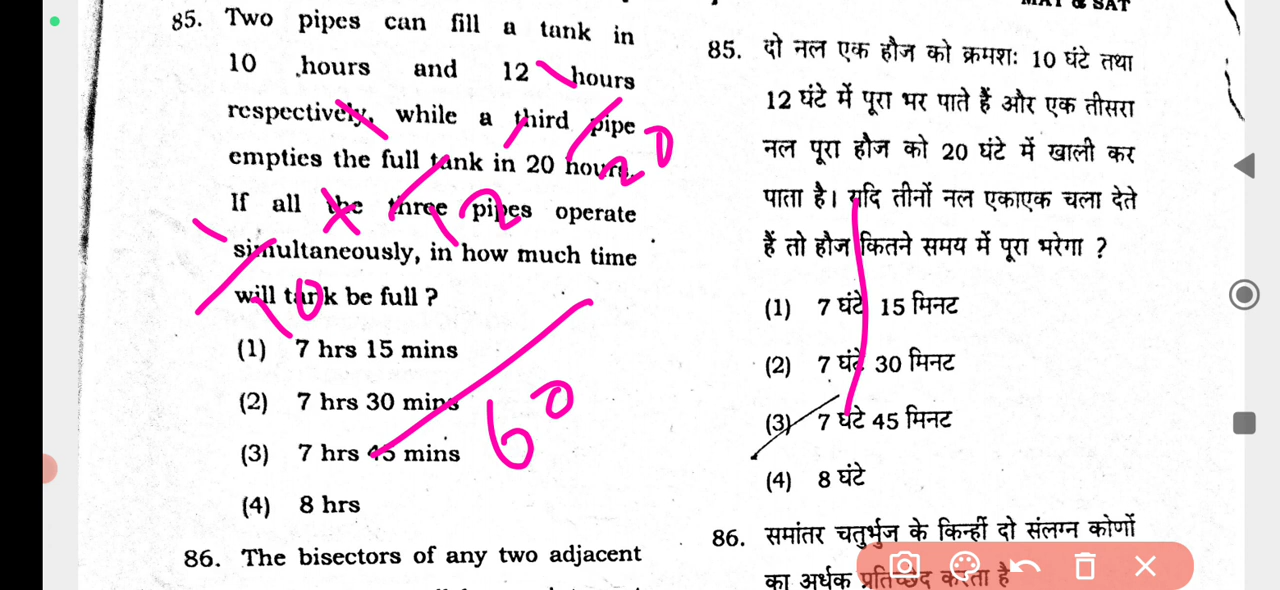 MAT & SAT
85. Two pipes can fill a tank in
10 hours and 12 hours
respectively, while a third pipe
empties the full tank in 20 hours.
If all the three pipes operate
simultaneously, in how much time
will tank be full ?
(1) 7 hrs 15 mins
(2) 7 hrs 30 mins
(3) 7 hrs 45 mins
(4) 8 hrs
86. The bisectors of any two adjacent
20
12
10
60
85. दो नल एक हौज को क्रमशः 10 घंटे तथा
12 घंटे में पूरा भर पाते हैं और एक तीसरा
नल पूरा हौज को 20 घंटे में खाली कर
पाता है। यदि तीनों नल एकाएक चला देते
हैं तो हौज कितने समय में पूरा भरेगा ?
(1) 7 घंटे 15 मिनट
(2) 7 घंटे 30 मिनट
(3) 7 घंटे 45 मिनट
(4) 8 घंटे
86. समांतर चतुर्भुज के किन्हीं दो संलग्न कोणों
का अर्धक प्रतिच्छेद करता है